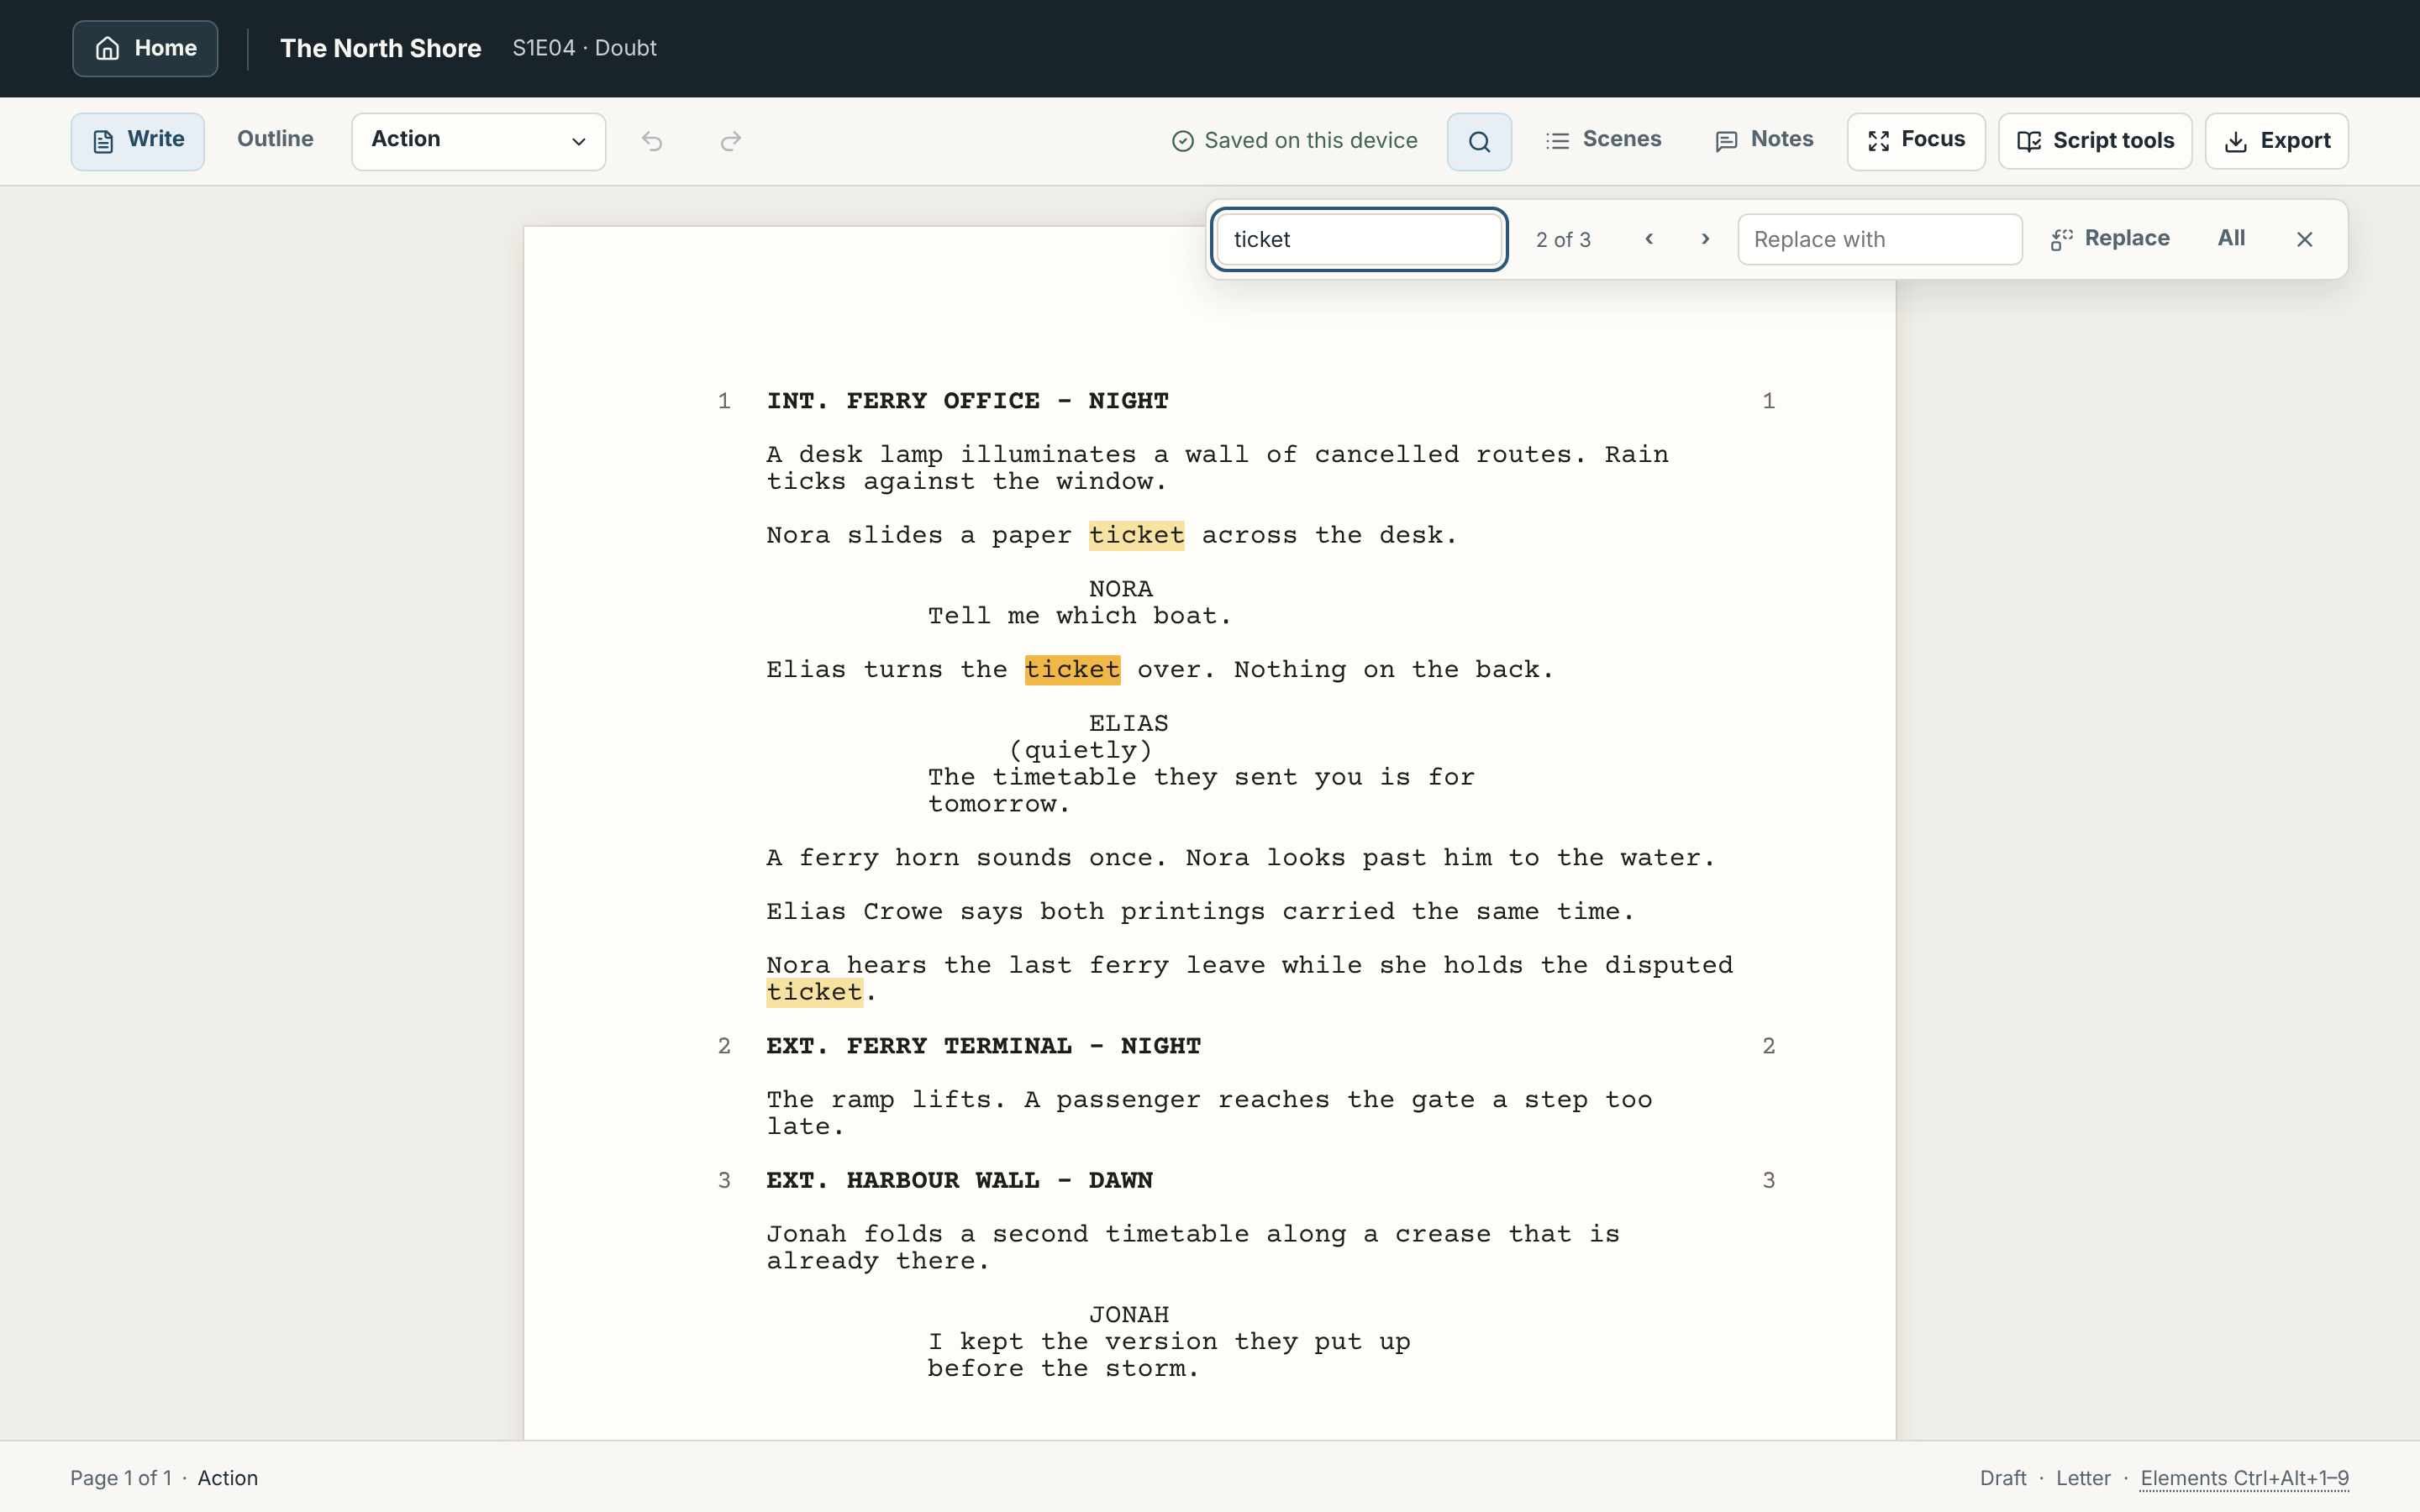 Home
The North Shore
S1E04 · Doubt
Write
Outline
Action
Saved on this device
Scenes
Notes
Focus
Script tools
Export
ticket
2 of 3
Replace with
Replace
All
1 INT. FERRY OFFICE - NIGHT 1
A desk lamp illuminates a wall of cancelled routes. Rain
ticks against the window.
Nora slides a paper ticket across the desk.
NORA
Tell me which boat.
Elias turns the ticket over. Nothing on the back.
ELIAS
(quietly)
The timetable they sent you is for
tomorrow.
A ferry horn sounds once. Nora looks past him to the water.
Elias Crowe says both printings carried the same time.
Nora hears the last ferry leave while she holds the disputed
ticket.
2 EXT. FERRY TERMINAL - NIGHT 2
The ramp lifts. A passenger reaches the gate a step too
late.
3 EXT. HARBOUR WALL - DAWN 3
Jonah folds a second timetable along a crease that is
already there.
JONAH
I kept the version they put up
before the storm.
Page 1 of 1 · Action
Draft · Letter · Elements Ctrl+Alt+1–9